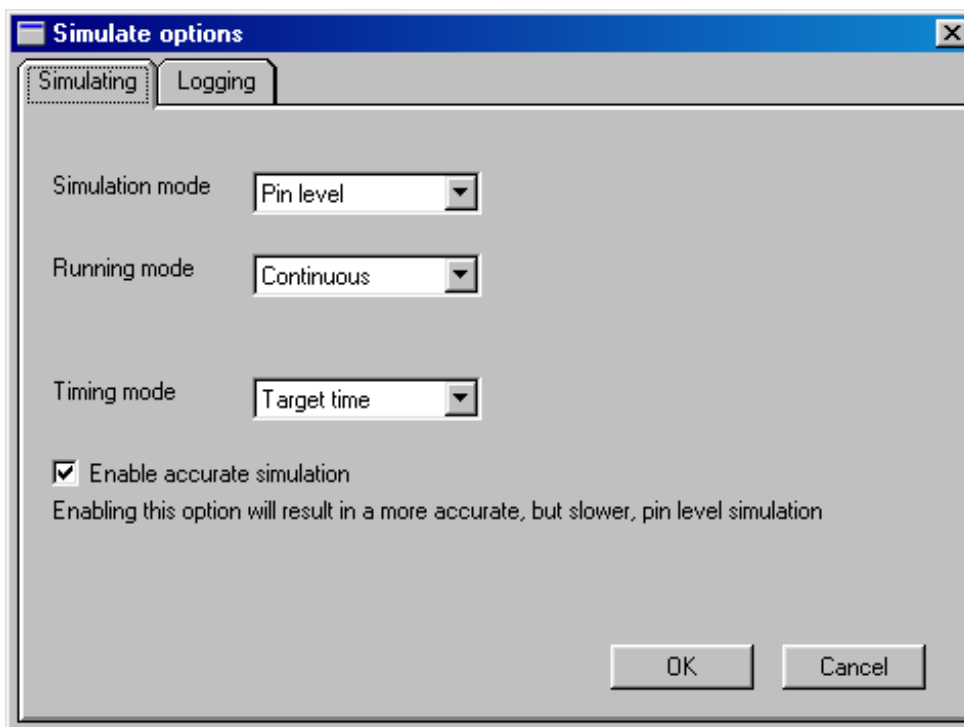 Simulate options
Simulating Logging
Simulation mode Pin level
Running mode Continuous
Timing mode Target time
Enable accurate simulation
Enabling this option will result in a more accurate, but slower, pin level simulation
OK Cancel